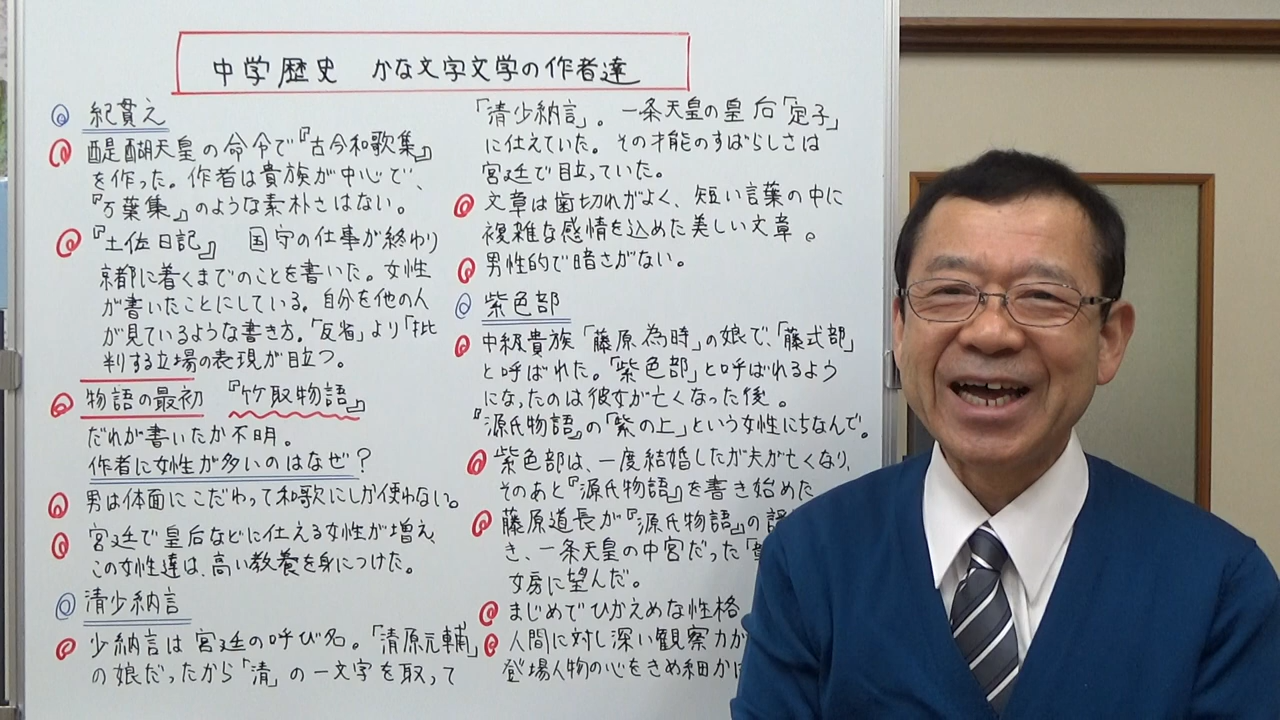 中学歴史 かな文字文学の作者達
◎ 紀貫之
醍醐天皇の命令で『古今和歌集』
を作った。作者は貴族が中心で、
『万葉集』のような素朴さはない。
『土佐日記』 国守の仕事が終わり
京都に着くまでのことを書いた。女性
が書いたことにしている。自分を他の人
が見ているような書き方。「反省」より「批
判する立場の表現が目立つ。
物語の最初 『竹取物語』
だれが書いたか不明。
作者に女性が多いのはなぜ?
男は体面にこだわって和歌にしか使わない。
宮廷で皇后などに仕える女性が増え、
この女性達は、高い教養を身につけた。
◎ 清少納言
少納言は宮廷の呼び名。「清原元輔」
の娘だったから「清」の一文字を取って
「清少納言」。一条天皇の皇后「定子」
に仕えていた。その才能のすばらしさは
宮廷で目立っていた。
文章は歯切れがよく、短い言葉の中に
複雑な感情を込めた美しい文章。
男性的で暗さがない。
◎ 紫色部
中級貴族「藤原為時」の娘で、「藤式部」
と呼ばれた。「紫色部」と呼ばれるよう
になったのは彼女が亡くなった後。
『源氏物語』の「紫の上」という女性にちなんで。
紫色部は、一度結婚したが夫が亡くなり、
そのあと『源氏物語』を書き始めた
藤原道長が『源氏物語』の
き、一条天皇の中宮だった「
女房に望んだ。
まじめでひかえめな性格
人間に対し深い観察力が
登場人物の心をきめ細か